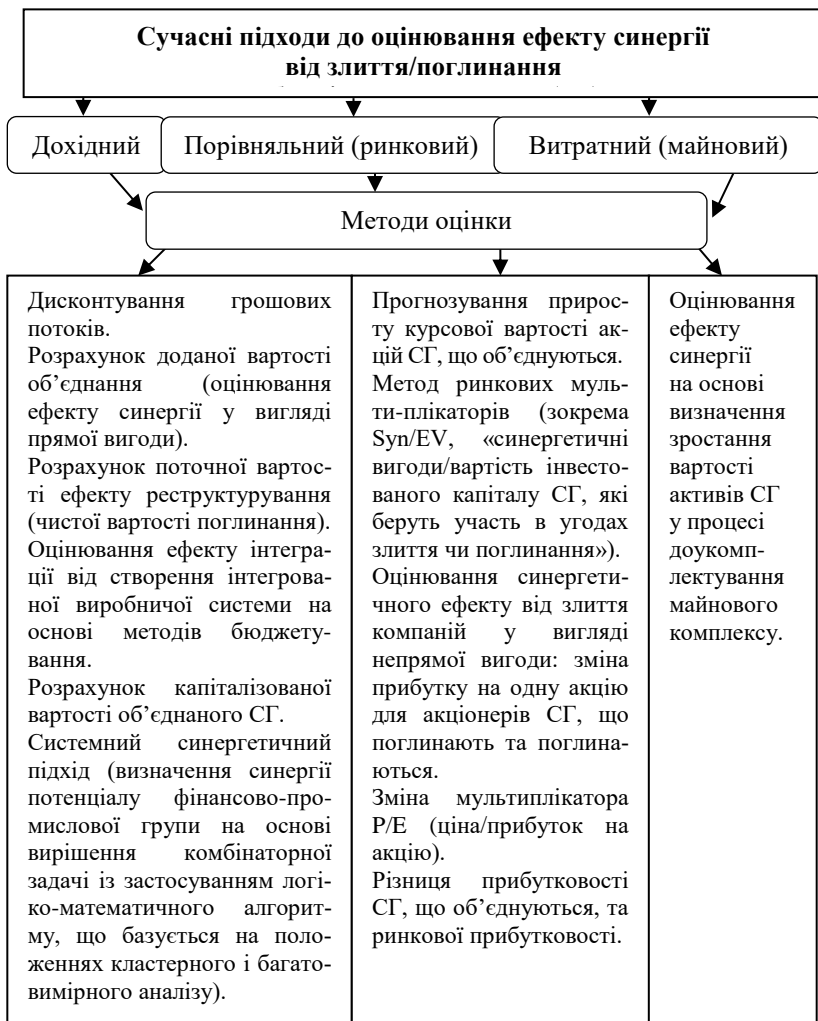 Сучасні підходи до оцінювання ефекту синергії
від злиття/поглинання
Дохідний
Порівняльний (ринковий)
Витратний (майновий)
Методи оцінки
Дисконтування грошових
потоків.
Розрахунок доданої вартості
об’єднання (оцінювання
ефекту синергії у вигляді
прямої вигоди).
Розрахунок поточної вартос-
ті ефекту реструктурування
(чистої вартості поглинання).
Оцінювання ефекту інтегра-
ції від створення інтегрова-
ної виробничої системи на
основі методів бюджету-
вання.
Розрахунок капіталізованої
вартості об’єднаного СГ.
Системний синергетичний
підхід (визначення синергії
потенціалу фінансово-про-
мислової групи на основі
вирішення комбінаторної
задачі із застосуванням логі-
ко-математичного алгорит-
му, що базується на поло-
женнях кластерного і багато-
вимірного аналізу).
Прогнозування прирос-
ту курсової вартості ак-
цій СГ, що об’єднуються.
Метод ринкових муль-
ти-плікаторів (зокрема
Syn/EV, «синергетичні
вигоди/вартість інвесто-
ваного капіталу СГ, які
беруть участь в угодах
злиття чи поглинання»).
Оцінювання синергети-
чного ефекту від злиття
компаній у вигляді
непрямої вигоди: зміна
прибутку на одну акцію
для акціонерів СГ, що
поглинають та поглина-
ються.
Зміна мультиплікатора
P/E (ціна/прибуток на
акцію).
Різниця прибутковості
СГ, що об’єднуються, та
ринкової прибутковості.
Оцінювання
ефекту
синергії
на основі
визначення
зростання
вартості
активів СГ
у процесі
доукомп-
лектування
майнового
комплексу.